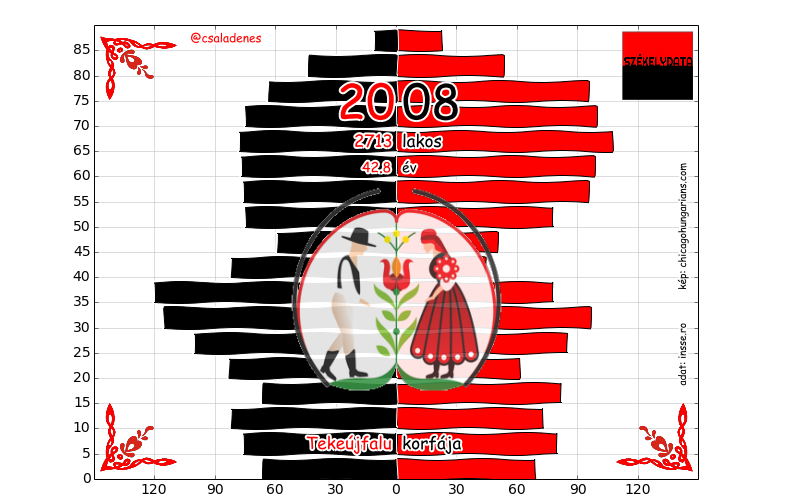 @csaladenes
SZÉKELYDATA
2008
2713 lakos
42.8 év
kép: chicagohungarians.com
adat: insse.ro
Tekeújfalu korfája
85
80
75
70
65
60
55
50
45
40
35
30
25
20
15
10
5
0
120 90 60 30 0 30 60 90 120